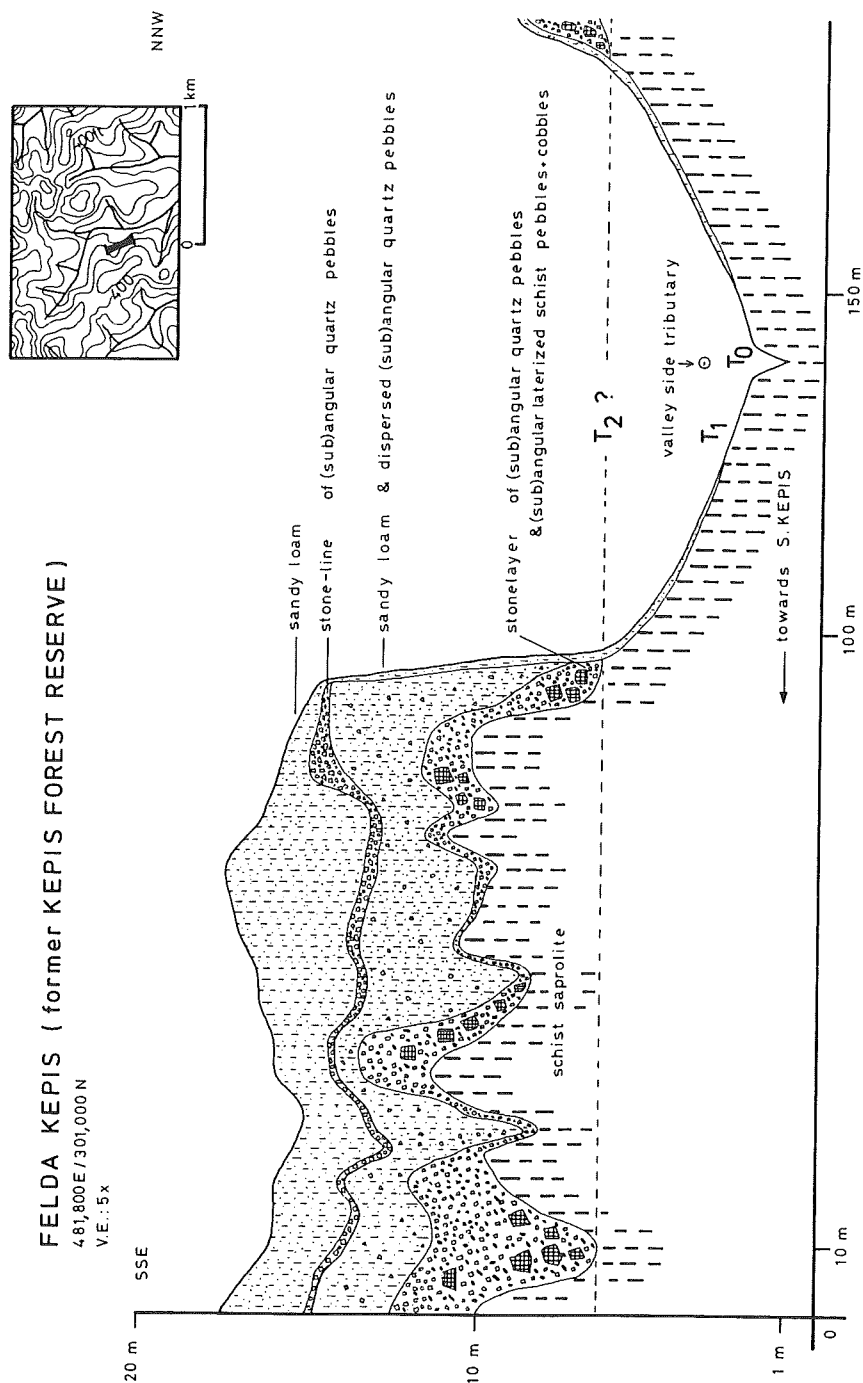 FELDA KEPIS (former KEPIS FOREST RESERVE)
481,800E/301,000N
V.E.: 5x
SSE
NNW
400
400
0
1km
sandy loam
stone-line of (sub)angular quartz pebbles
sandy loam & dispersed (sub)angular quartz pebbles
stonelayer of (sub)angular quartz pebbles
& (sub)angular laterized schist pebbles+cobbles
T2 ?
valley side tributary
T1
T0
schist saprolite
towards S.KEPIS
20 m
10 m
1 m
0
10 m
100 m
150 m